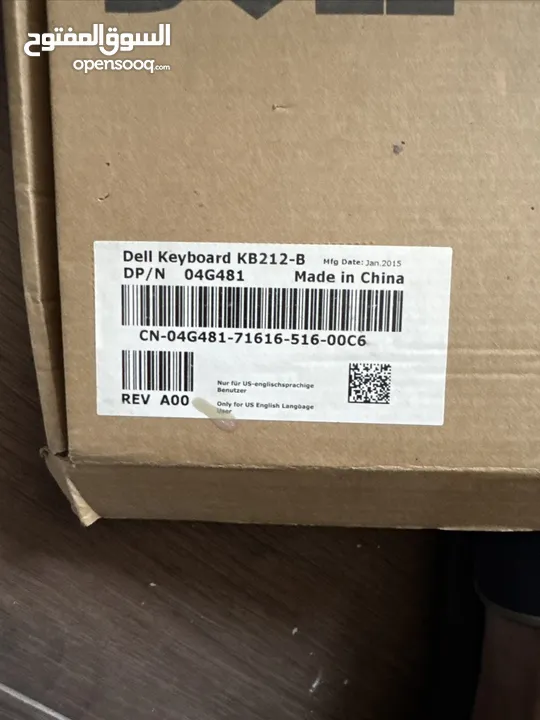 السوق المفتوح
opensooq.com
DELL
Dell Keyboard KB212-B Mfg Date: Jan.2015
DP/N 04G481 Made in China
CN-04G481-71616-516-00C6
REV A00
Nur für US-englischsprachige
Benutzer
Only for US English Language
User